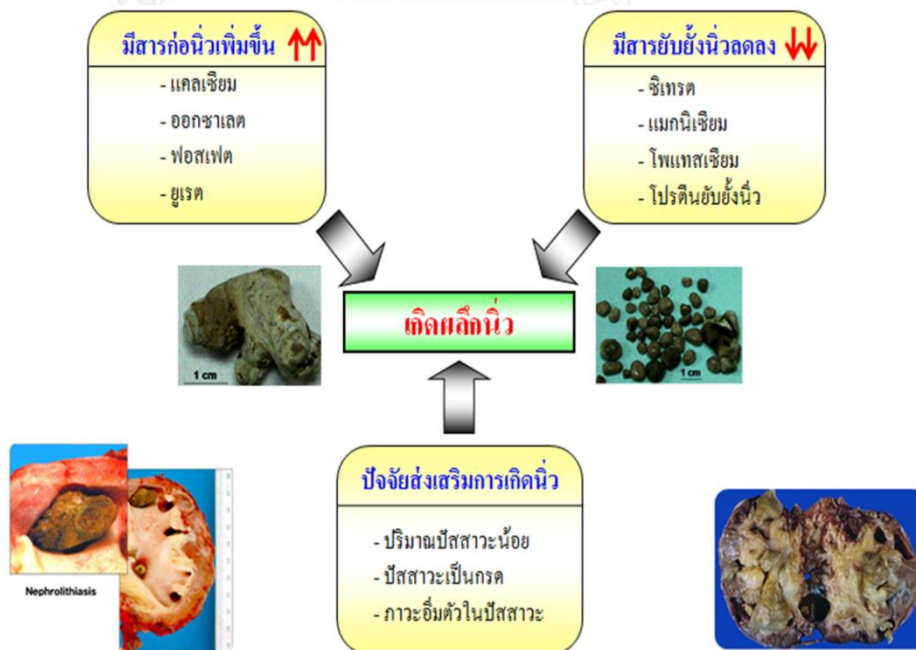 มีสารก่อนิ่วเพิ่มขึ้น
- แคลเซียม
- ออกซาเลต
- ฟอสเฟต
- ยูเรต
มีสารยับยั้งนิ่วลดลง
- ซิเทรต
- แมกนิเซียม
- โพแทสเซียม
- โปรตีนยับยั้งนิ่ว
เกิดผลึกนิ่ว
1 cm
1 cm
ปัจจัยส่งเสริมการเกิดนิ่ว
- ปริมาณปัสสาวะน้อย
- ปัสสาวะเป็นกรด
- ภาวะอิ่มตัวในปัสสาวะ
Nephrolithiasis